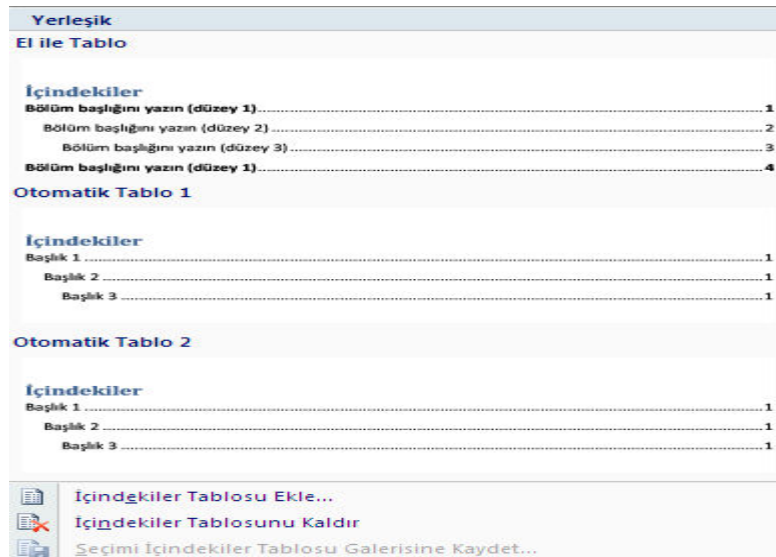 Yerleşik
El ile Tablo
İçindekiler
Bölüm başlığını yazın (düzey 1)........1
Bölüm başlığını yazın (düzey 2)........2
Bölüm başlığını yazın (düzey 3)........3
Bölüm başlığını yazın (düzey 1)........4
Otomatik Tablo 1
İçindekiler
Başlık 1........1
Başlık 2........1
Başlık 3........1
Otomatik Tablo 2
İçindekiler
Başlık 1........1
Başlık 2........1
Başlık 3........1
İçindekiler Tablosu Ekle...
İçindekiler Tablosunu Kaldır
Seçimi İçindekiler Tablosu Galerisine Kaydet...